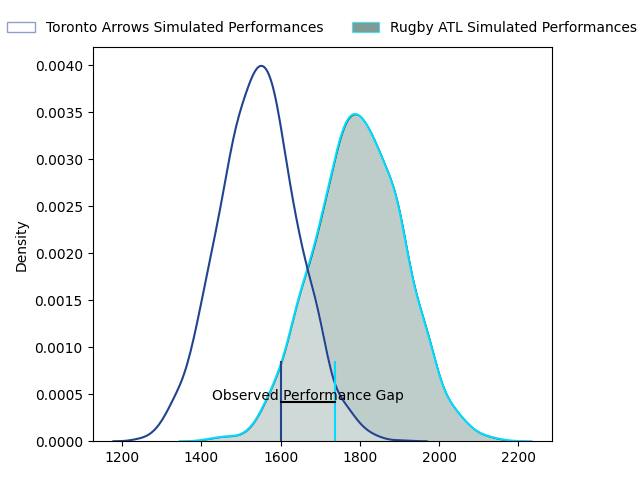 Toronto Arrows Simulated Performances
Rugby ATL Simulated Performances
0.0040
0.0035
0.0030
0.0025
0.0020
0.0015
0.0010
0.0005
0.0000
Density
Observed Performance Gap
1200 1400 1600 1800 2000 2200